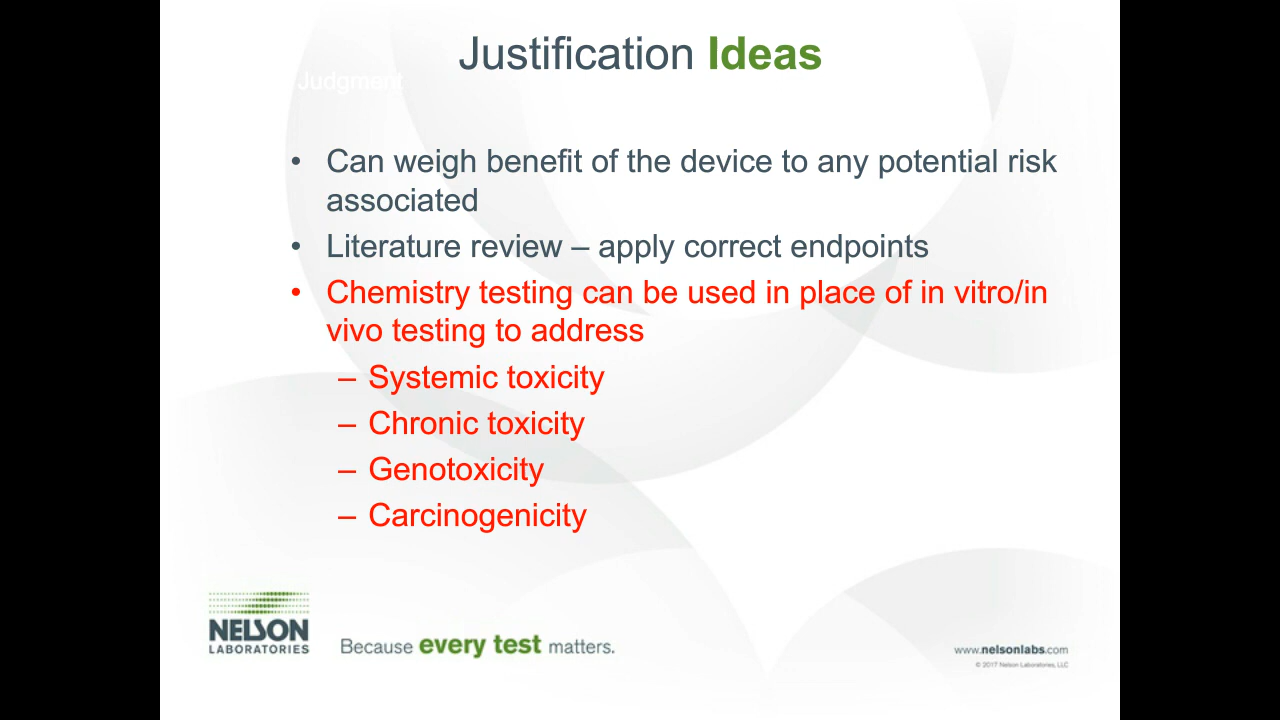 Justification Ideas
Judgment
• Can weigh benefit of the device to any potential risk
associated
• Literature review – apply correct endpoints
• Chemistry testing can be used in place of in vitro/in
vivo testing to address
– Systemic toxicity
– Chronic toxicity
– Genotoxicity
– Carcinogenicity
NELSON
LABORATORIES
Because every test matters.
www.nelsonlabs.com
© 2017 Nelson Laboratories, LLC